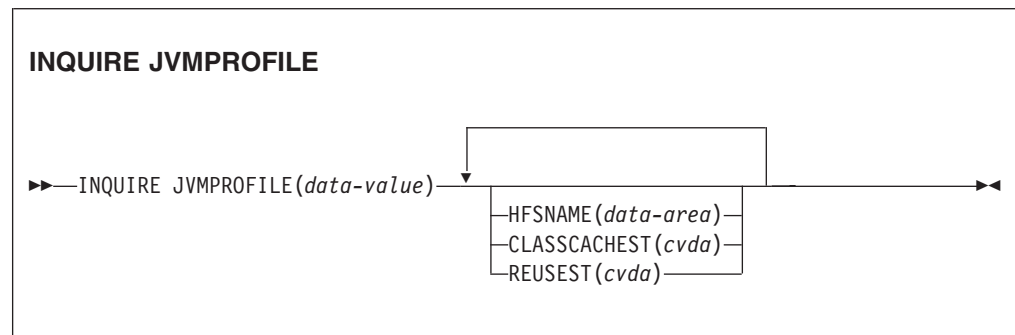 INQUIRE JVMPROFILE
INQUIRE JVMPROFILE(data-value)
HFSNAME(data-area)
CLASSCACHEST(cvda)
REUSEST(cvda)